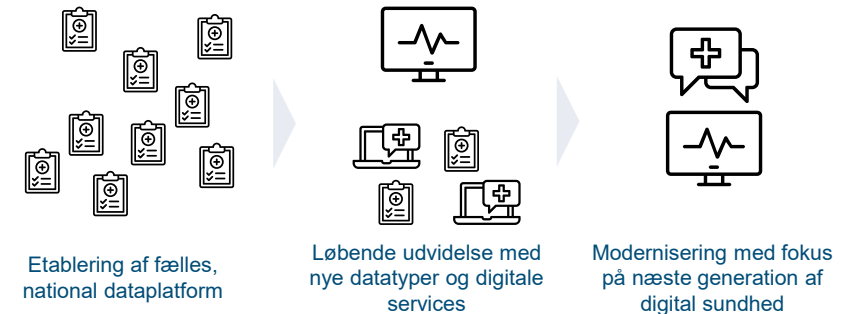 Etablering af fælles,
national dataplatform
Løbende udvidelse med
nye datatyper og digitale
services
Modernisering med fokus
på næste generation af
digital sundhed